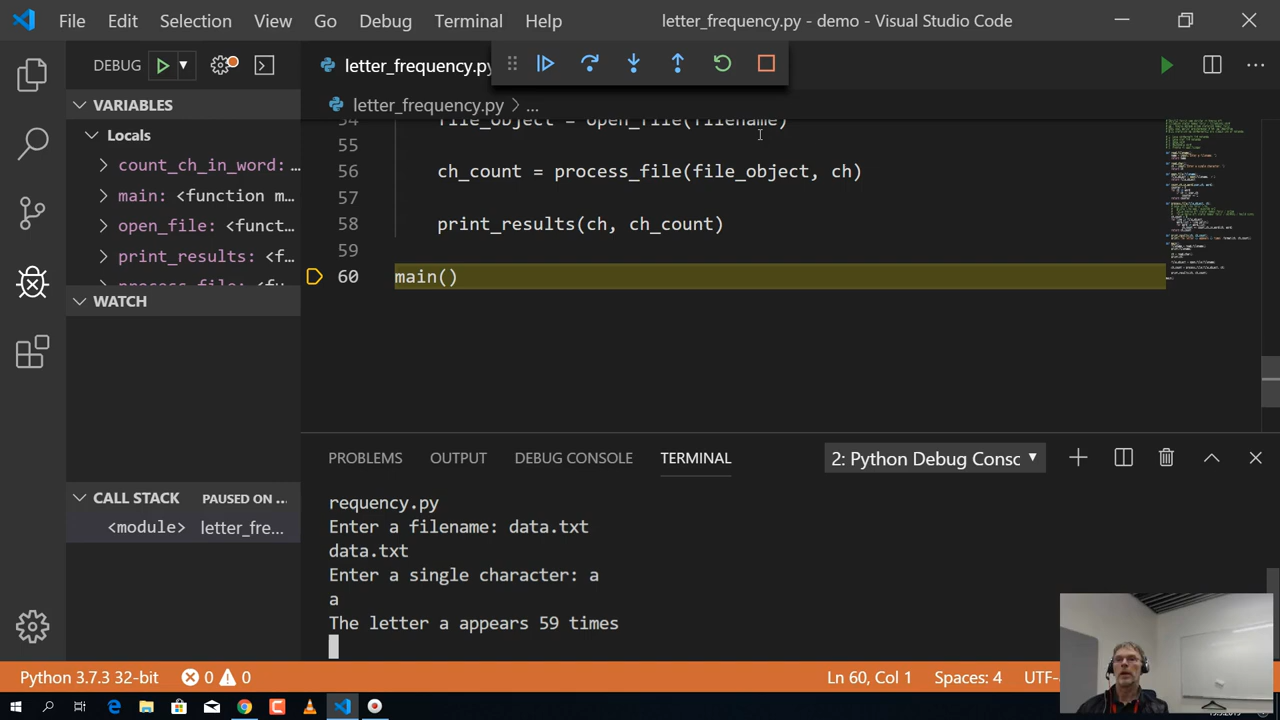 File Edit Selection View Go Debug Terminal Help letter_frequency.py - demo - Visual Studio Code
DEBUG
letter_frequency.py
VARIABLES
letter_frequency.py > ...
Locals
count_ch_in_word:
main: <function m
open_file: <funct
print_results: <f
process_file: <f
54 file_object = open_file(filename)
55
56 ch_count = process_file(file_object, ch)
57
58 print_results(ch, ch_count)
59
60 main()
WATCH
CALL STACK PAUSED ON ...
<module> letter_fre...
PROBLEMS OUTPUT DEBUG CONSOLE TERMINAL 2: Python Debug Consc
requency.py
Enter a filename: data.txt
data.txt
Enter a single character: a
a
The letter a appears 59 times
Python 3.7.3 32-bit 0 0 Ln 60, Col 1 Spaces: 4 UTF-